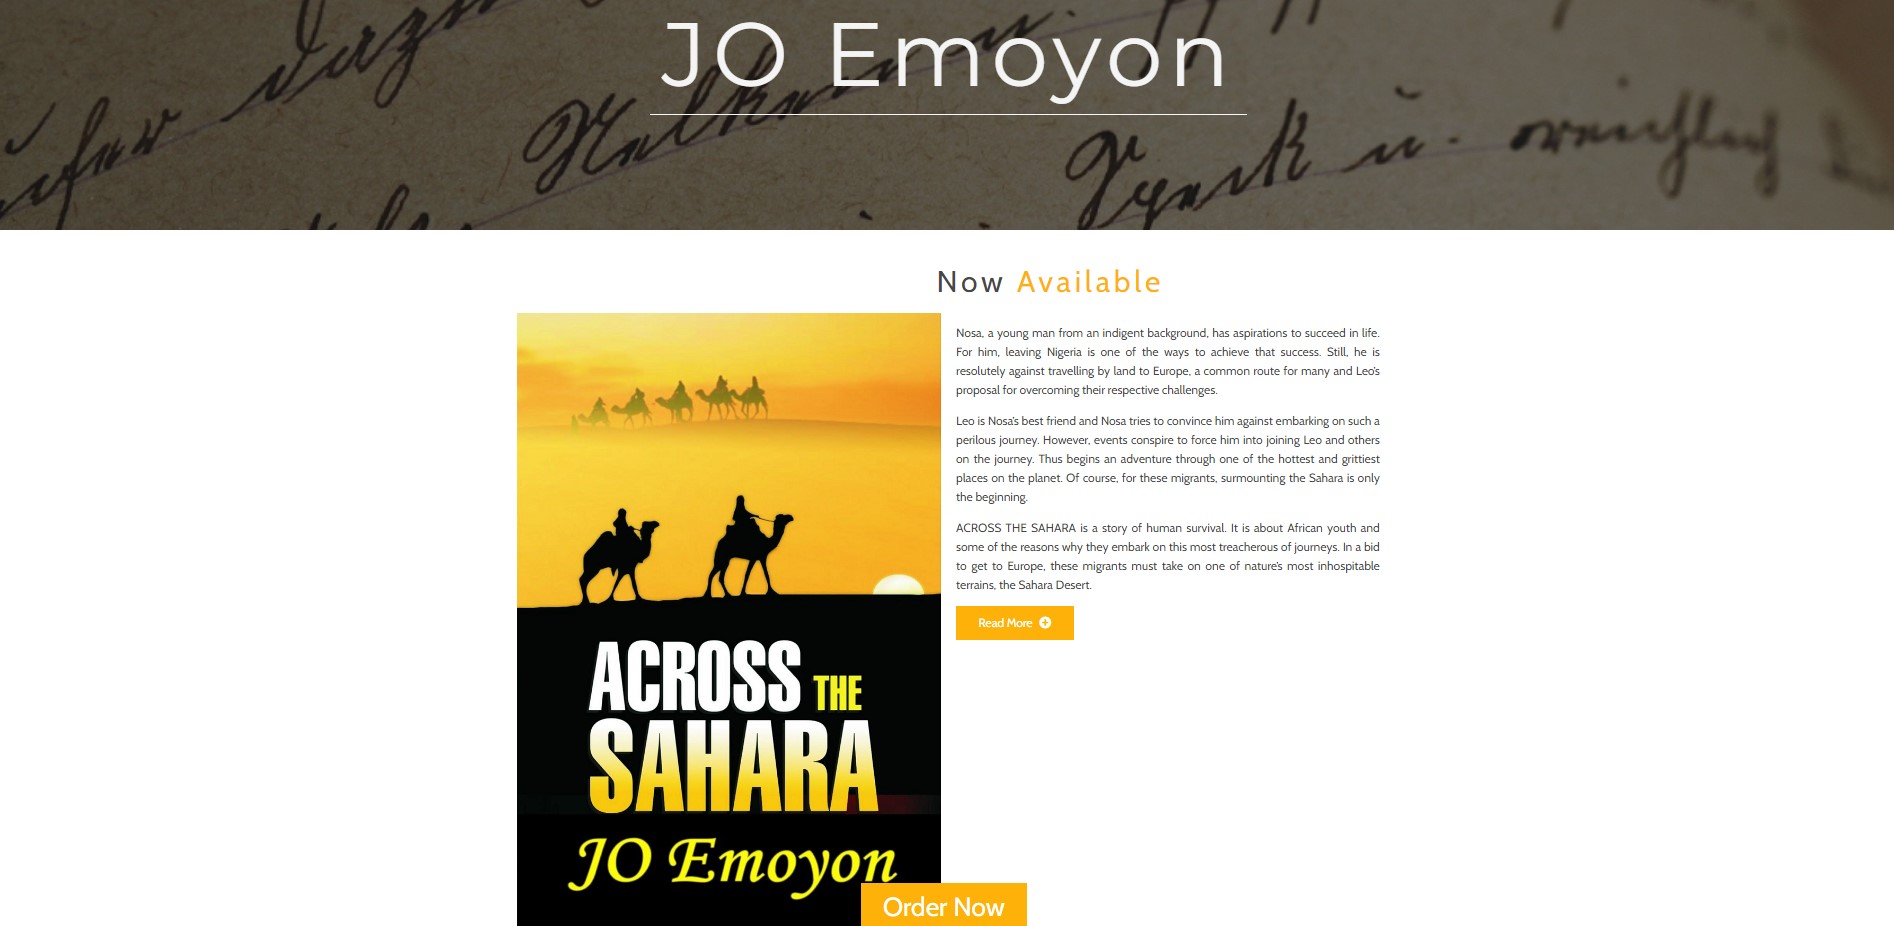 JO Emoyon
Now Available
Nosa, a young man from an indigent background, has aspirations to succeed in life.
For him, leaving Nigeria is one of the ways to achieve that success. Still, he is
resolutely against travelling by land to Europe, a common route for many and Leo's
proposal for overcoming their respective challenges.
Leo is Nosa's best friend and Nosa tries to convince him against embarking on such a
perilous journey. However, events conspire to force him into joining Leo and others
on the journey. Thus begins an adventure through one of the hottest and grittiest
places on the planet. Of course, for these migrants, surmounting the Sahara is only
the beginning.
ACROSS THE SAHARA is a story of human survival. It is about African youth and
some of the reasons why they embark on this most treacherous of journeys. In a bid
to get to Europe, these migrants must take on one of nature's most inhospitable
terrains, the Sahara Desert.
Read More
ACROSS THE
SAHARA
JO Emoyon
Order Now